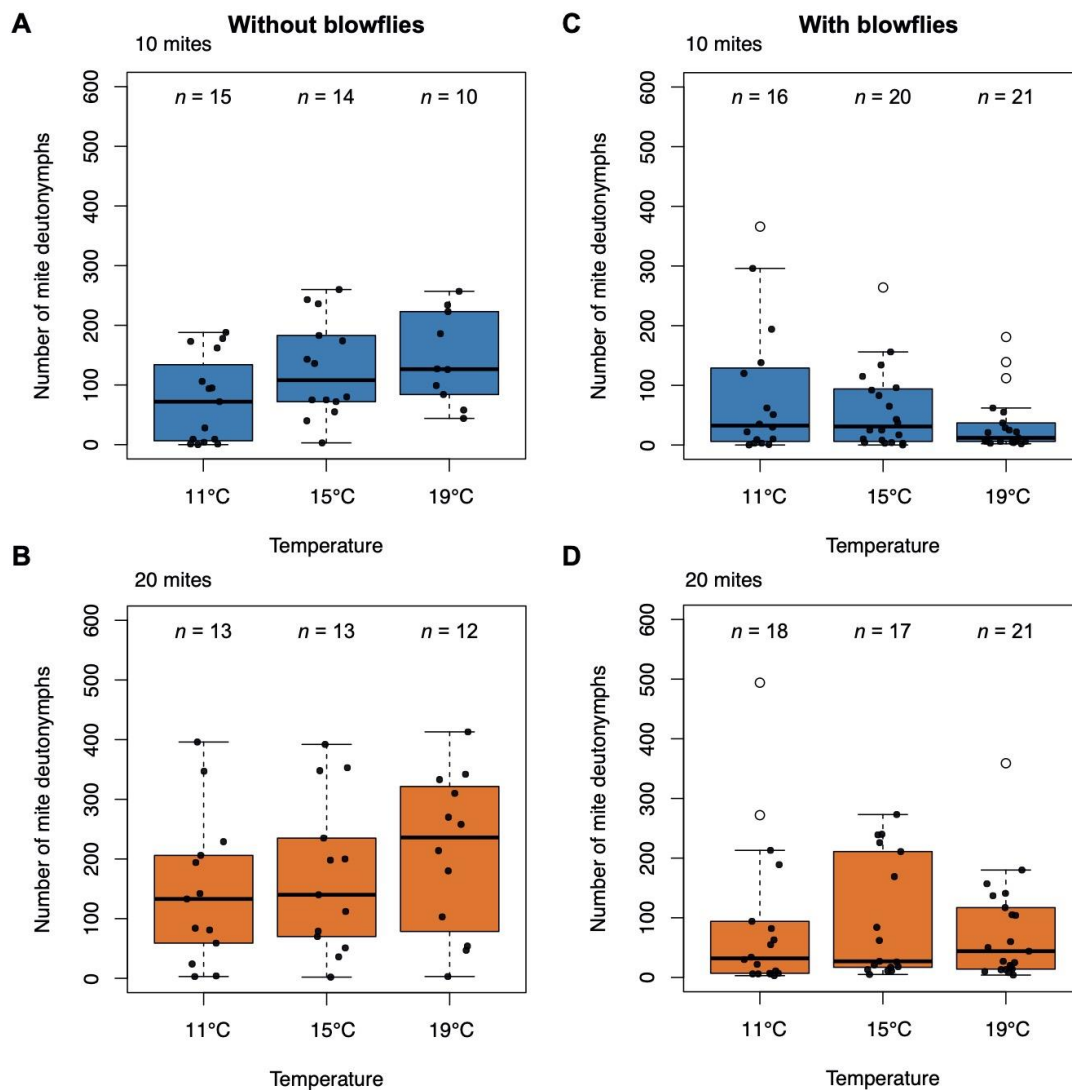 A
Without blowflies
10 mites
Number of mite deutonymphs
600
500
400
300
200
100
0
n = 15
n = 14
n = 10
11°C
15°C
19°C
Temperature
C
With blowflies
10 mites
Number of mite deutonymphs
600
500
400
300
200
100
0
n = 16
n = 20
n = 21
11°C
15°C
19°C
Temperature
B
20 mites
Number of mite deutonymphs
600
500
400
300
200
100
0
n = 13
n = 13
n = 12
11°C
15°C
19°C
Temperature
D
20 mites
Number of mite deutonymphs
600
500
400
300
200
100
0
n = 18
n = 17
n = 21
11°C
15°C
19°C
Temperature